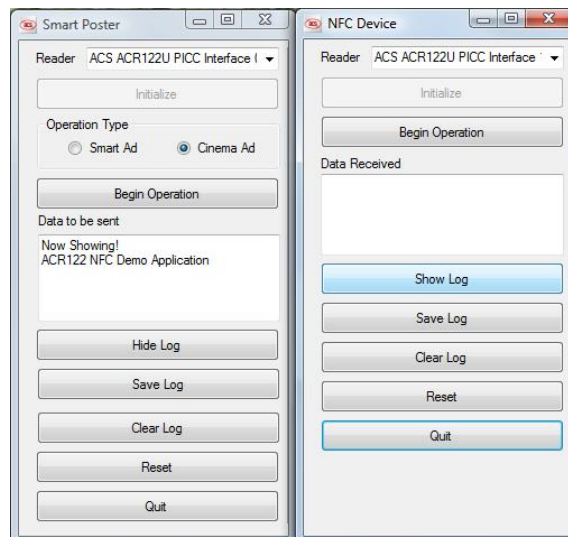 Smart Poster
Reader ACS ACR122U PICC Interface (
Initialize
Operation Type
Smart Ad Cinema Ad
Begin Operation
Data to be sent
Now Showing!
ACR122 NFC Demo Application
Hide Log
Save Log
Clear Log
Reset
Quit
NFC Device
Reader ACS ACR122U PICC Interface
Initialize
Begin Operation
Data Received
Show Log
Save Log
Clear Log
Reset
Quit